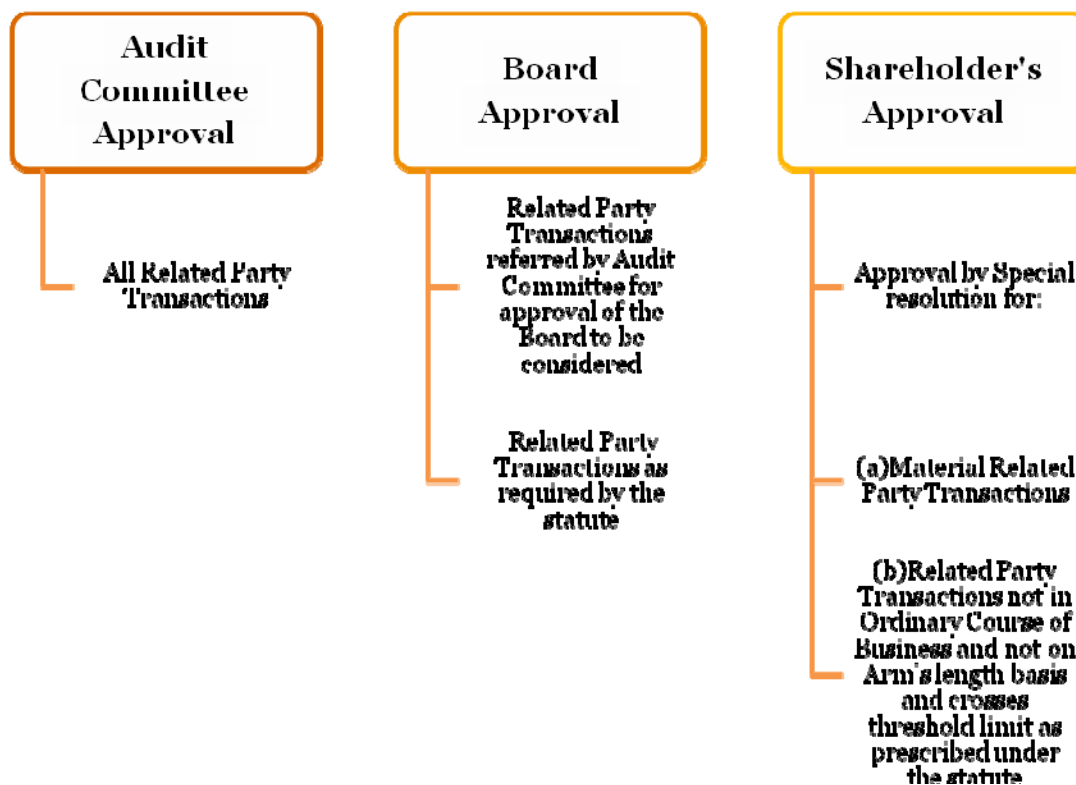 Audit
Committee
Approval
All Related Party
Transactions
Board
Approval
Related Party
Transactions
referred by Audit
Committee for
approval of the
Board to be
considered
Related Party
Transactions as
required by the
statute
Shareholder's
Approval
Approval by Special
resolution for:
(a)Material Related
Party Transactions
(b)Related Party
Transactions not in
Ordinary Course of
Business and not on
Arm's length basis
and crosses
threshold limit as
prescribed under
the statute